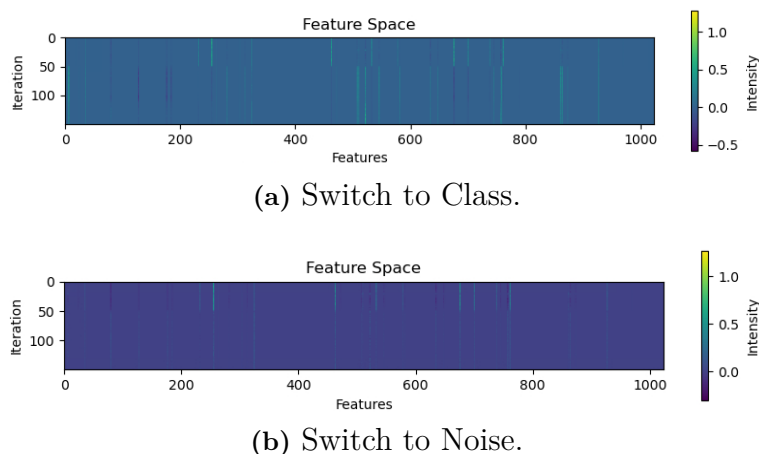 Feature Space
0
50
100
Iteration
0 200 400 600 800 1000
Features
1.0
0.5
0.0
−0.5
Intensity
(a) Switch to Class.
Feature Space
0
50
100
Iteration
0 200 400 600 800 1000
Features
1.0
0.5
0.0
Intensity
(b) Switch to Noise.